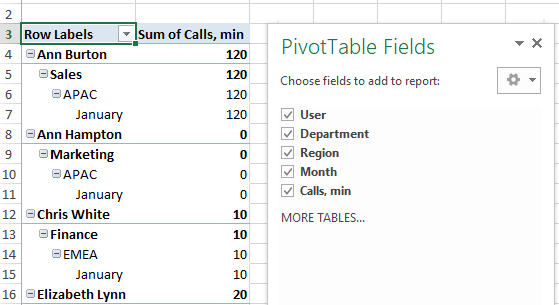 2
3 Row Labels Sum of Calls, min
4 Ann Burton 120
5 Sales 120
6 APAC 120
7 January 120
8 Ann Hampton 0
9 Marketing 0
10 APAC 0
11 January 0
12 Chris White 10
13 Finance 10
14 EMEA 10
15 January 10
16 Elizabeth Lynn 20
PivotTable Fields
Choose fields to add to report:
User
Department
Region
Month
Calls, min
MORE TABLES...